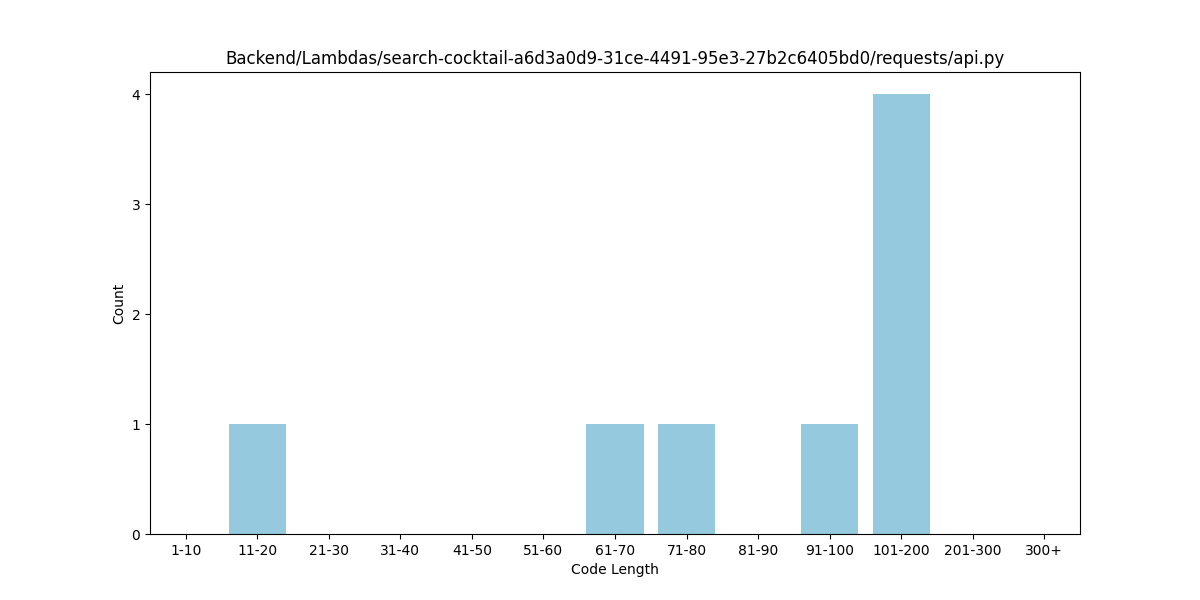 Backend/Lambdas/search-cocktail-a6d3a0d9-31ce-4491-95e3-27b2c6405bd0/requests/api.py
4
3
2
1
0
Count
1-10 11-20 21-30 31-40 41-50 51-60 61-70 71-80 81-90 91-100 101-200 201-300 300+
Code Length